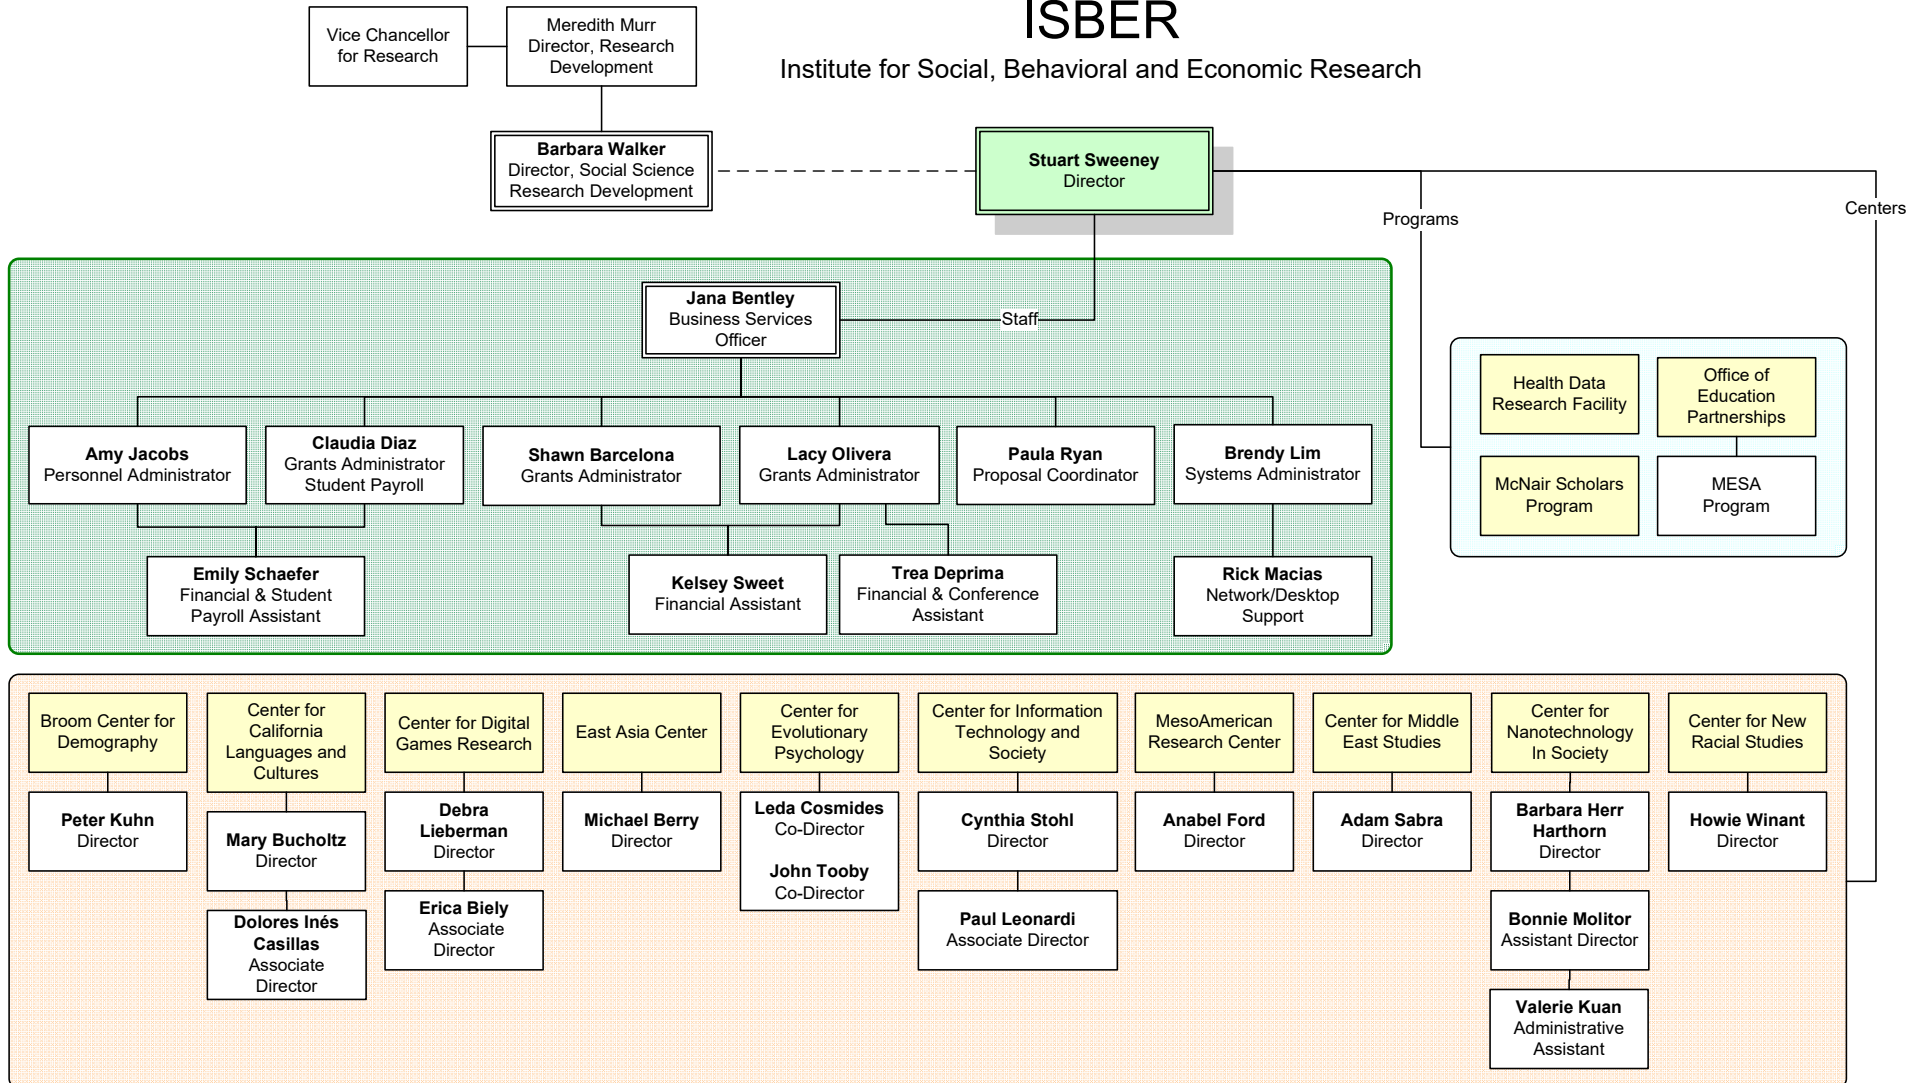 ISBER
Institute for Social, Behavioral and Economic Research
Vice Chancellor
for Research
Meredith Murr
Director, Research
Development
Barbara Walker
Director, Social Science
Research Development
Stuart Sweeney
Director
Programs
Centers
Jana Bentley
Business Services
Officer
Staff
Amy Jacobs
Personnel Administrator
Claudia Diaz
Grants Administrator
Student Payroll
Shawn Barcelona
Grants Administrator
Lacy Olivera
Grants Administrator
Paula Ryan
Proposal Coordinator
Brendy Lim
Systems Administrator
Emily Schaefer
Financial & Student
Payroll Assistant
Kelsey Sweet
Financial Assistant
Trea Deprima
Financial & Conference
Assistant
Rick Macias
Network/Desktop
Support
Health Data
Research Facility
Office of
Education
Partnerships
McNair Scholars
Program
MESA
Program
Broom Center for
Demography
Peter Kuhn
Director
Center for
California
Languages and
Cultures
Mary Bucholtz
Director
Dolores Inés
Casillas
Associate
Director
Center for Digital
Games Research
Debra
Lieberman
Director
Erica Biely
Associate
Director
East Asia Center
Michael Berry
Director
Center for
Evolutionary
Psychology
Leda Cosmides
Co-Director
John Tooby
Co-Director
Center for Information
Technology and
Society
Cynthia Stohl
Director
Paul Leonardi
Associate Director
MesoAmerican
Research Center
Anabel Ford
Director
Center for Middle
East Studies
Adam Sabra
Director
Center for
Nanotechnology
In Society
Barbara Herr
Harthorn
Director
Bonnie Molitor
Assistant Director
Valerie Kuan
Administrative
Assistant
Center for New
Racial Studies
Howie Winant
Director